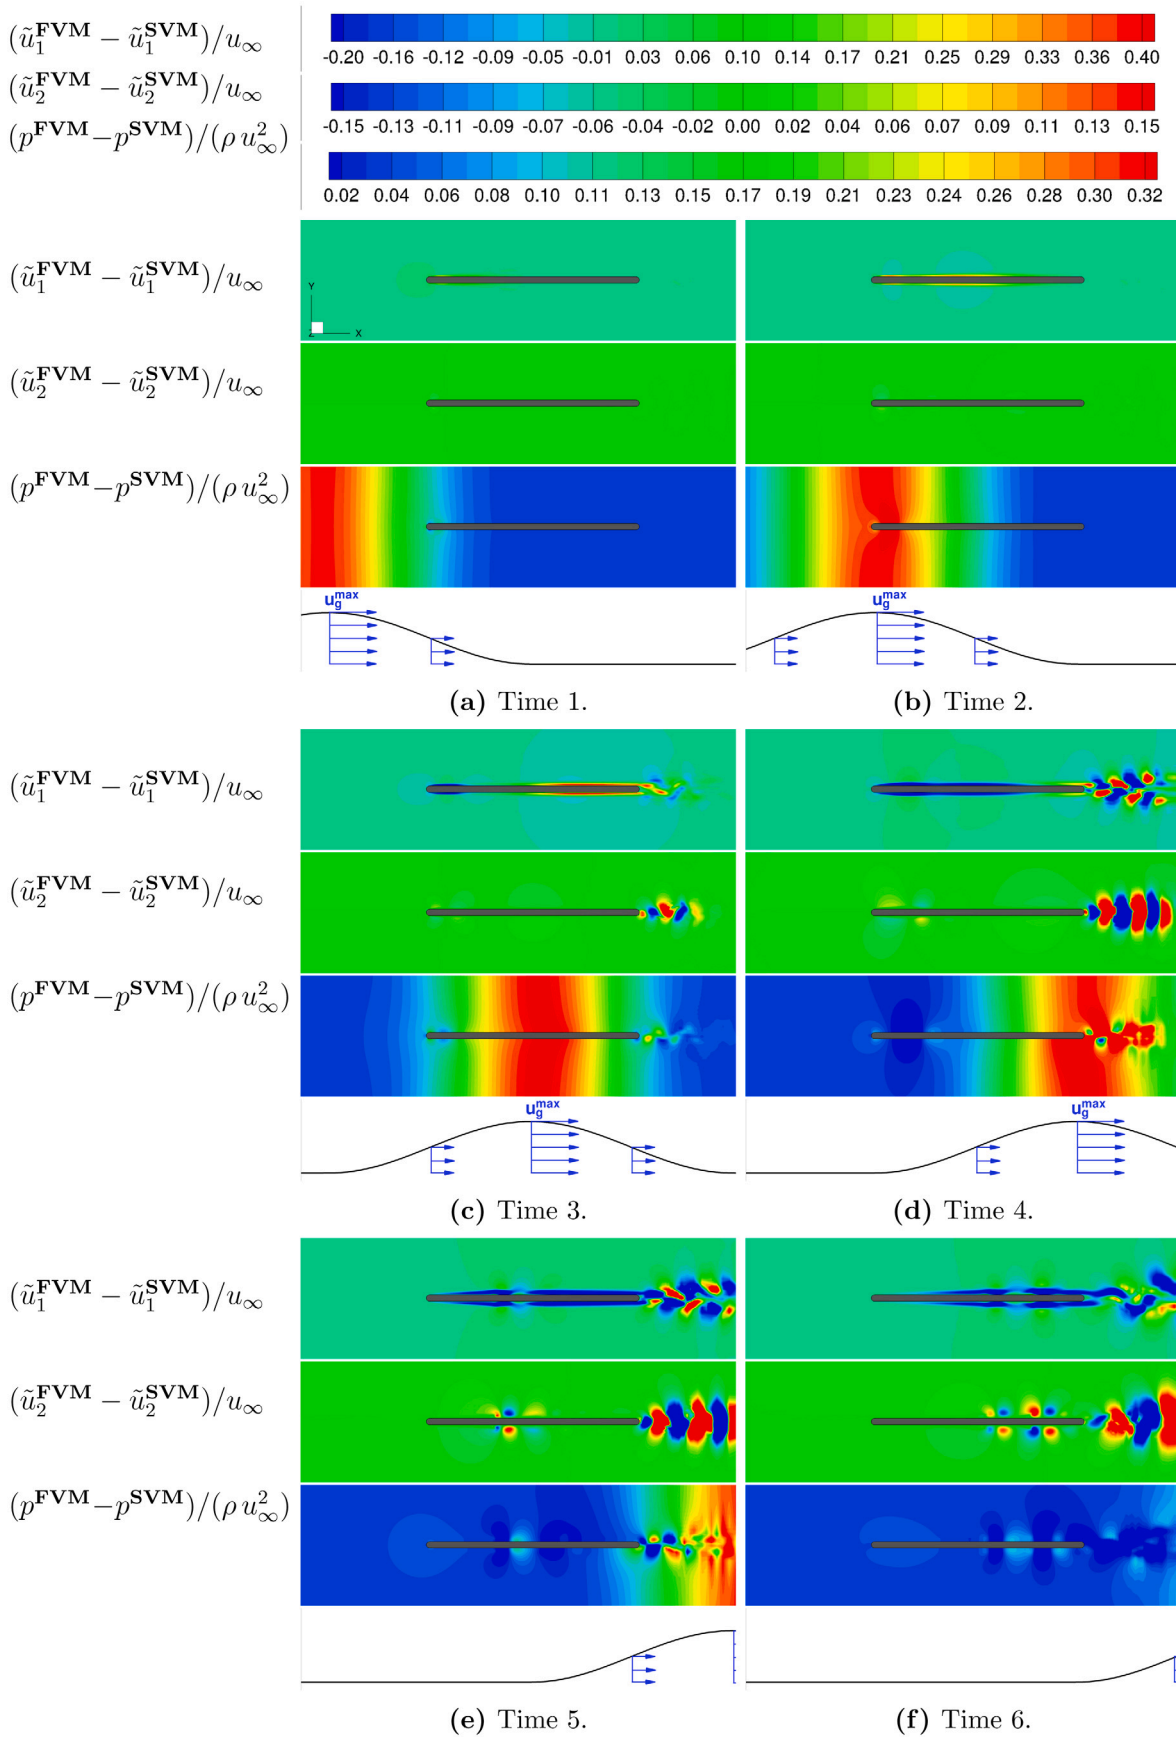 (ũ₁^FVM − ũ₁^SVM)/u∞
-0.20 -0.16 -0.12 -0.09 -0.05 -0.01 0.03 0.06 0.10 0.14 0.17 0.21 0.25 0.29 0.33 0.36 0.40
(ũ₂^FVM − ũ₂^SVM)/u∞
-0.15 -0.13 -0.11 -0.09 -0.07 -0.06 -0.04 -0.02 0.00 0.02 0.04 0.06 0.07 0.09 0.11 0.13 0.15
(p^FVM−p^SVM)/(ρ u∞²)
0.02 0.04 0.06 0.08 0.10 0.11 0.13 0.15 0.17 0.19 0.21 0.23 0.24 0.26 0.28 0.30 0.32
(ũ₁^FVM − ũ₁^SVM)/u∞
Y
Z X
(ũ₂^FVM − ũ₂^SVM)/u∞
(p^FVM−p^SVM)/(ρ u∞²)
u_g^max u_g^max
(a) Time 1. (b) Time 2.
(ũ₁^FVM − ũ₁^SVM)/u∞
(ũ₂^FVM − ũ₂^SVM)/u∞
(p^FVM−p^SVM)/(ρ u∞²)
u_g^max u_g^max
(c) Time 3. (d) Time 4.
(ũ₁^FVM − ũ₁^SVM)/u∞
(ũ₂^FVM − ũ₂^SVM)/u∞
(p^FVM−p^SVM)/(ρ u∞²)
(e) Time 5. (f) Time 6.